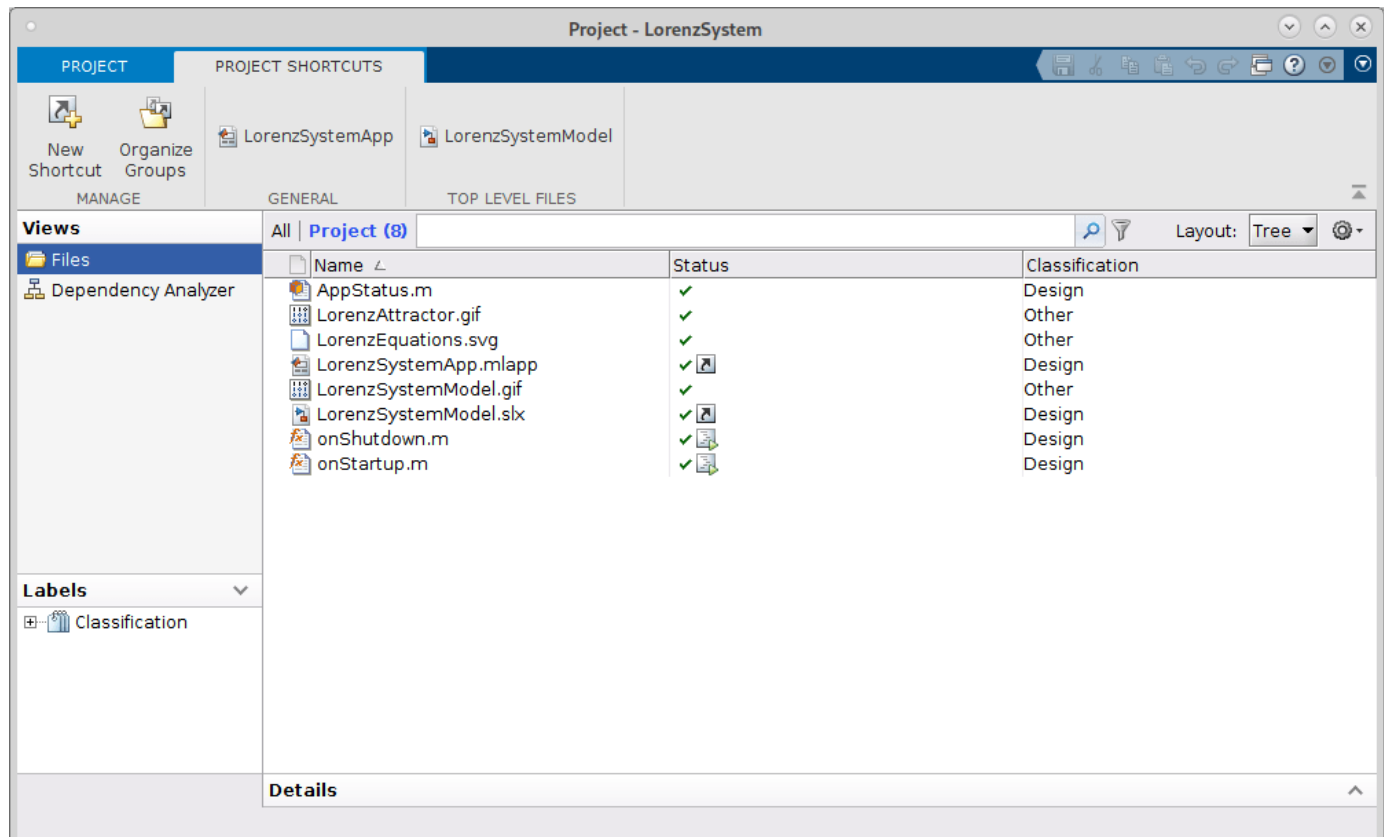 Project - LorenzSystem
PROJECT PROJECT SHORTCUTS
New Shortcut
Organize Groups
LorenzSystemApp
LorenzSystemModel
MANAGE GENERAL TOP LEVEL FILES
Views
Files
Dependency Analyzer
All | Project (8) Layout: Tree
Name Status Classification
AppStatus.m Design
LorenzAttractor.gif Other
LorenzEquations.svg Other
LorenzSystemApp.mlapp Design
LorenzSystemModel.gif Other
LorenzSystemModel.slx Design
onShutdown.m Design
onStartup.m Design
Labels
Classification
Details